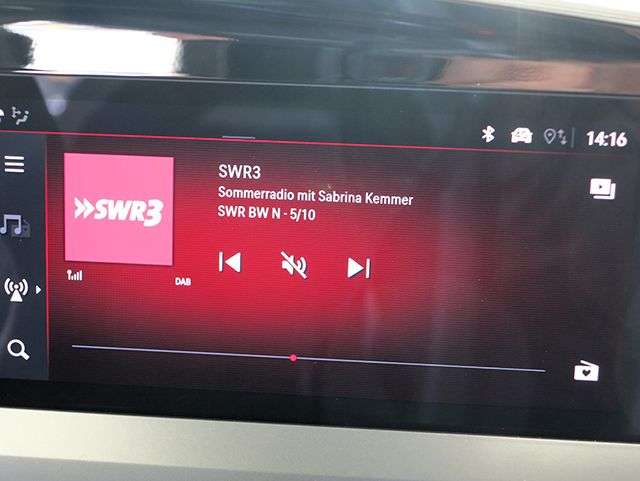 14:16
SWR3
SWR3
Sommerradio mit Sabrina Kemmer
SWR BW N - 5/10
DAB